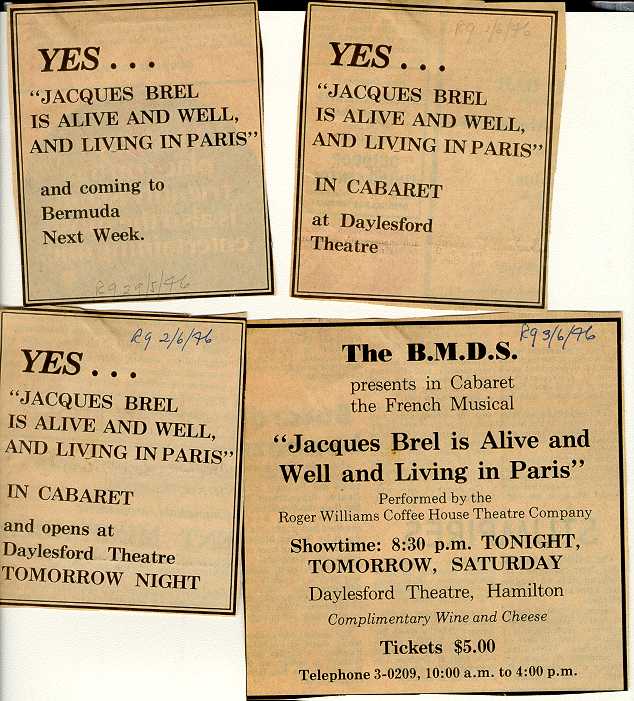 YES . . .
“JACQUES BREL
IS ALIVE AND WELL,
AND LIVING IN PARIS”
and coming to
Bermuda
Next Week.
RG 29/5/76
RG 1/6/76
YES . . .
“JACQUES BREL
IS ALIVE AND WELL,
AND LIVING IN PARIS”
IN CABARET
at Daylesford
Theatre
RG 2/6/76
YES . . .
“JACQUES BREL
IS ALIVE AND WELL,
AND LIVING IN PARIS”
IN CABARET
and opens at
Daylesford Theatre
TOMORROW NIGHT
RG 3/6/76
The B.M.D.S.
presents in Cabaret
the French Musical
“Jacques Brel is Alive and
Well and Living in Paris”
Performed by the
Roger Williams Coffee House Theatre Company
Showtime: 8:30 p.m. TONIGHT,
TOMORROW, SATURDAY
Daylesford Theatre, Hamilton
Complimentary Wine and Cheese
Tickets $5.00
Telephone 3-0209, 10:00 a.m. to 4:00 p.m.